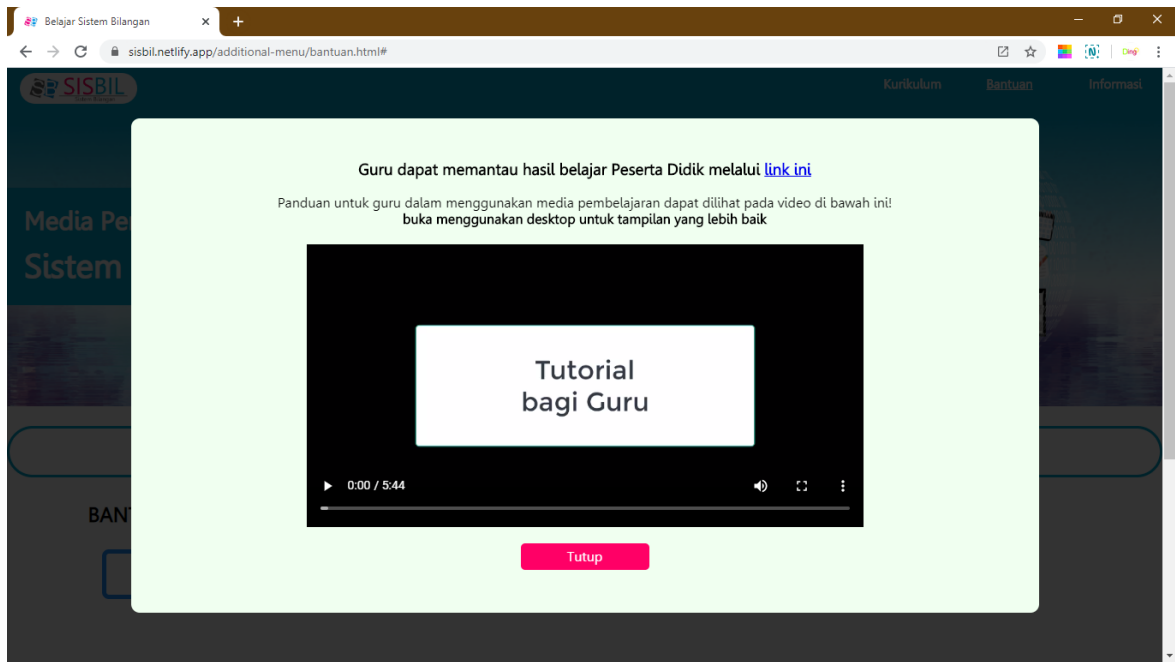 Belajar Sistem Bilangan
sisbil.netlify.app/additional-menu/bantuan.html#
Ding
SISBIL
Kurikulum
Bantuan
Informasi
Guru dapat memantau hasil belajar Peserta Didik melalui link ini
Panduan untuk guru dalam menggunakan media pembelajaran dapat dilihat pada video di bawah ini!
buka menggunakan desktop untuk tampilan yang lebih baik
Media Pe
Sistem
Tutorial
bagi Guru
0:00 / 5:44
BAN
Tutup